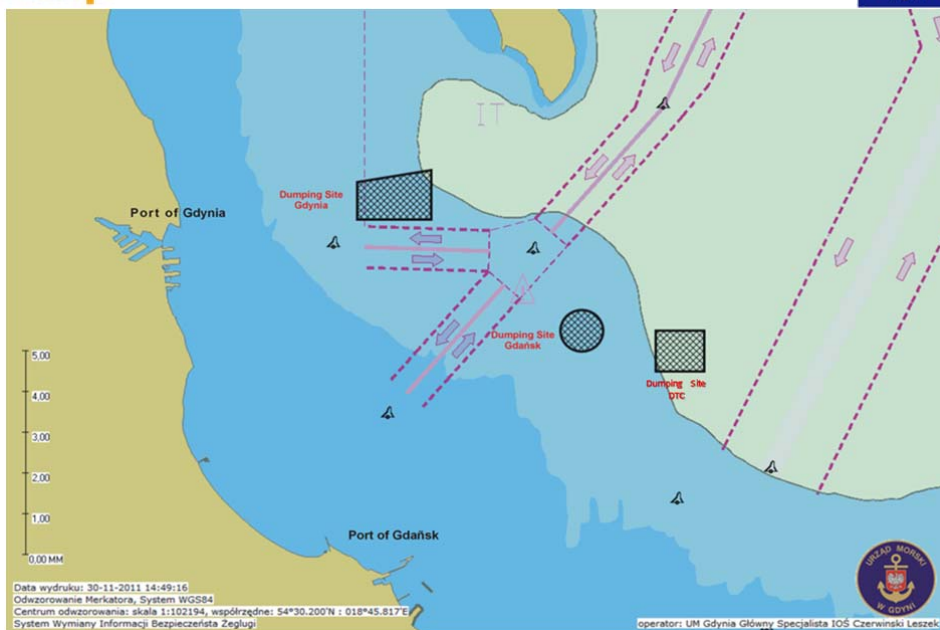 IT
Dumping Site
Gdynia
Port of Gdynia
Dumping Site
Gdańsk
5,00
4,00
3,00
2,00
1,00
0,00 MM
Dumping Site
DTC
Port of Gdańsk
URZĄD MORSKI
W GDYNI
Data wydruku: 30-11-2011 14:49:16
Odwzorowanie Merkatora, System WGS84
Centrum odwzorowania: skala 1:102194, współrzędne: 54°30.200'N : 018°45.817'E
System Wymiany Informacji Bezpieczeństa Żeglugi
operator: UM Gdynia Główny Specjalista IOŚ Czerwinski Leszek